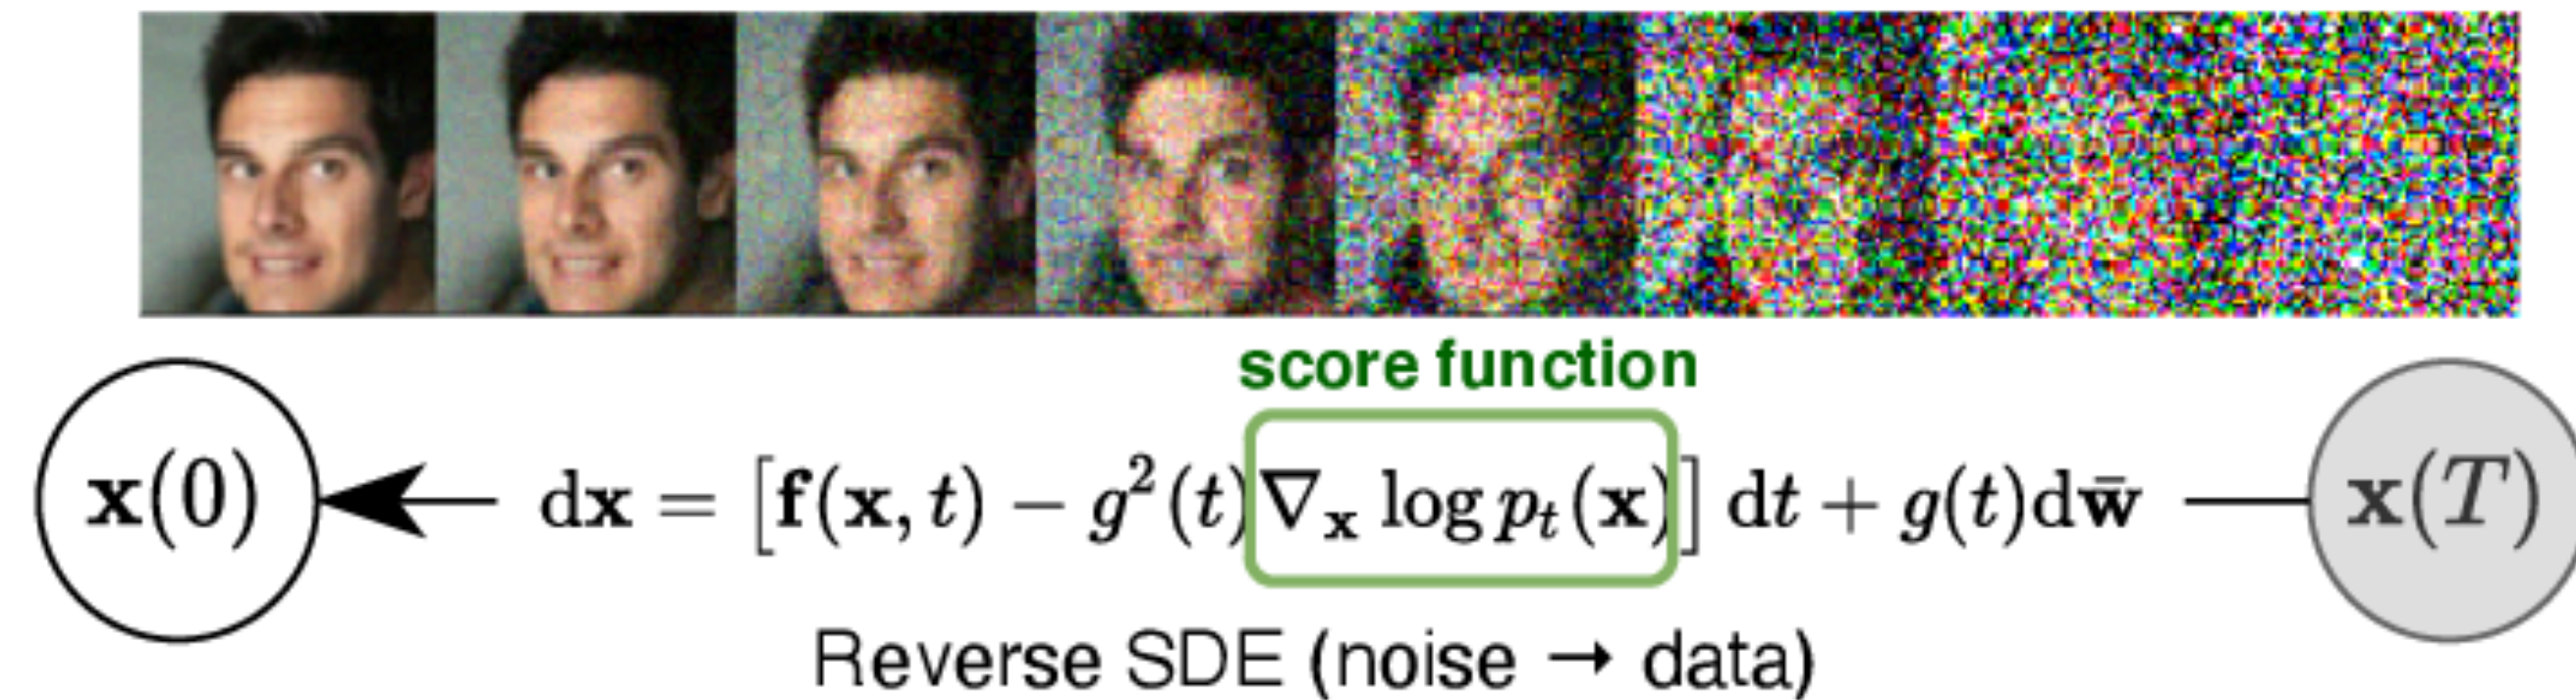 score function
x(0) ← dx = [f(x, t) − g²(t)∇ₓ log pₜ(x)] dt + g(t)dw̄ — x(T)
Reverse SDE (noise → data)